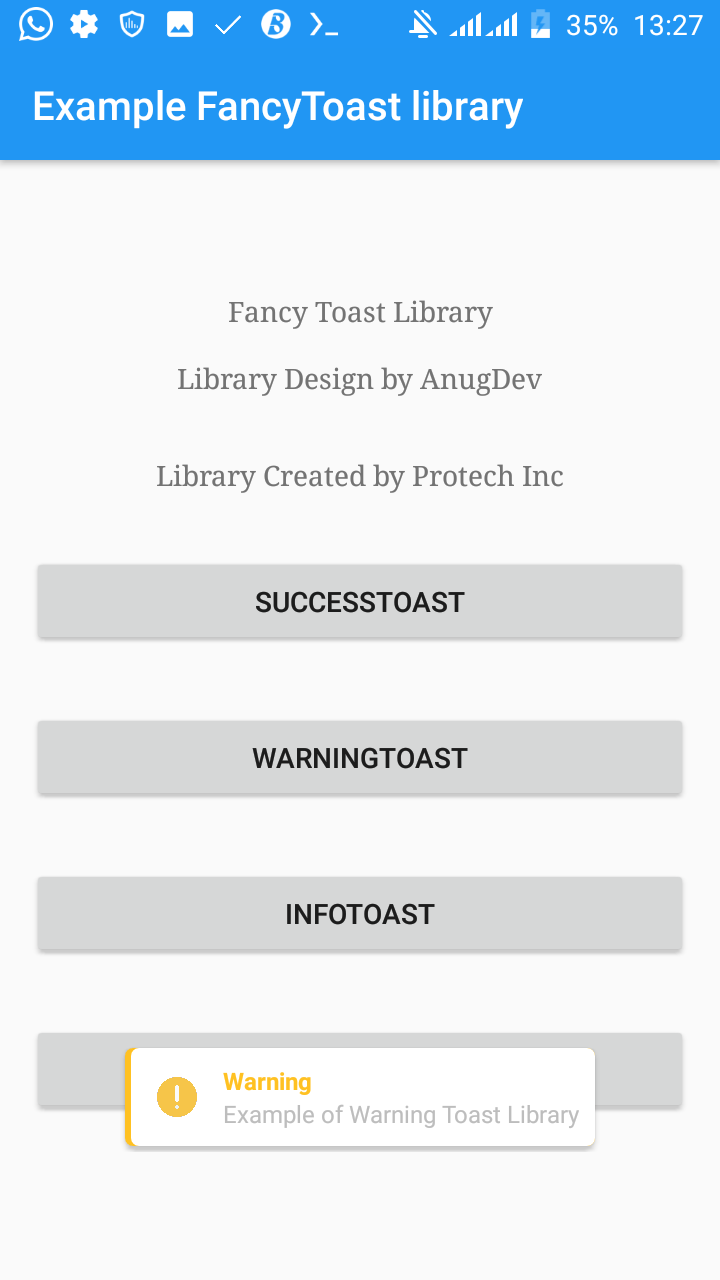 35% 13:27
Example FancyToast library
Fancy Toast Library
Library Design by AnugDev
Library Created by Protech Inc
SUCCESSTOAST
WARNINGTOAST
INFOTOAST
Warning
Example of Warning Toast Library